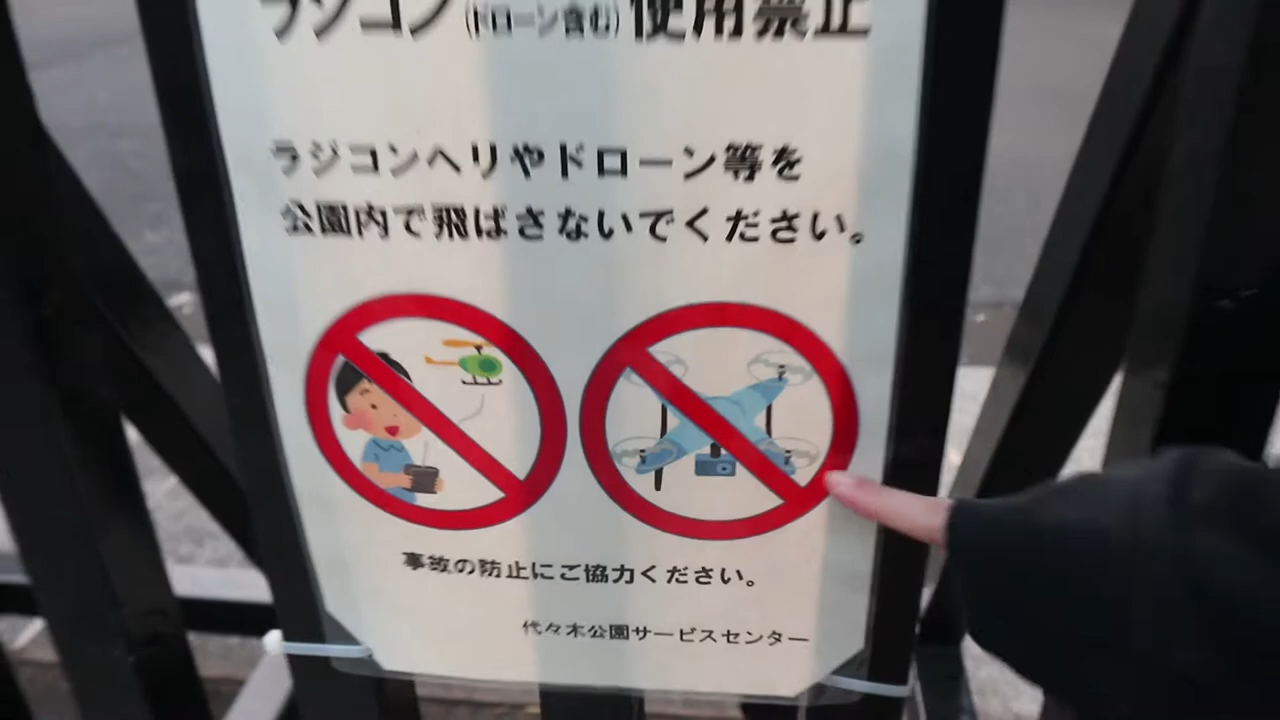 ラジコン(ドローン含む)使用禁止
ラジコンヘリやドローン等を
公園内で飛ばさないでください。
事故の防止にご協力ください。
代々木公園サービスセンター